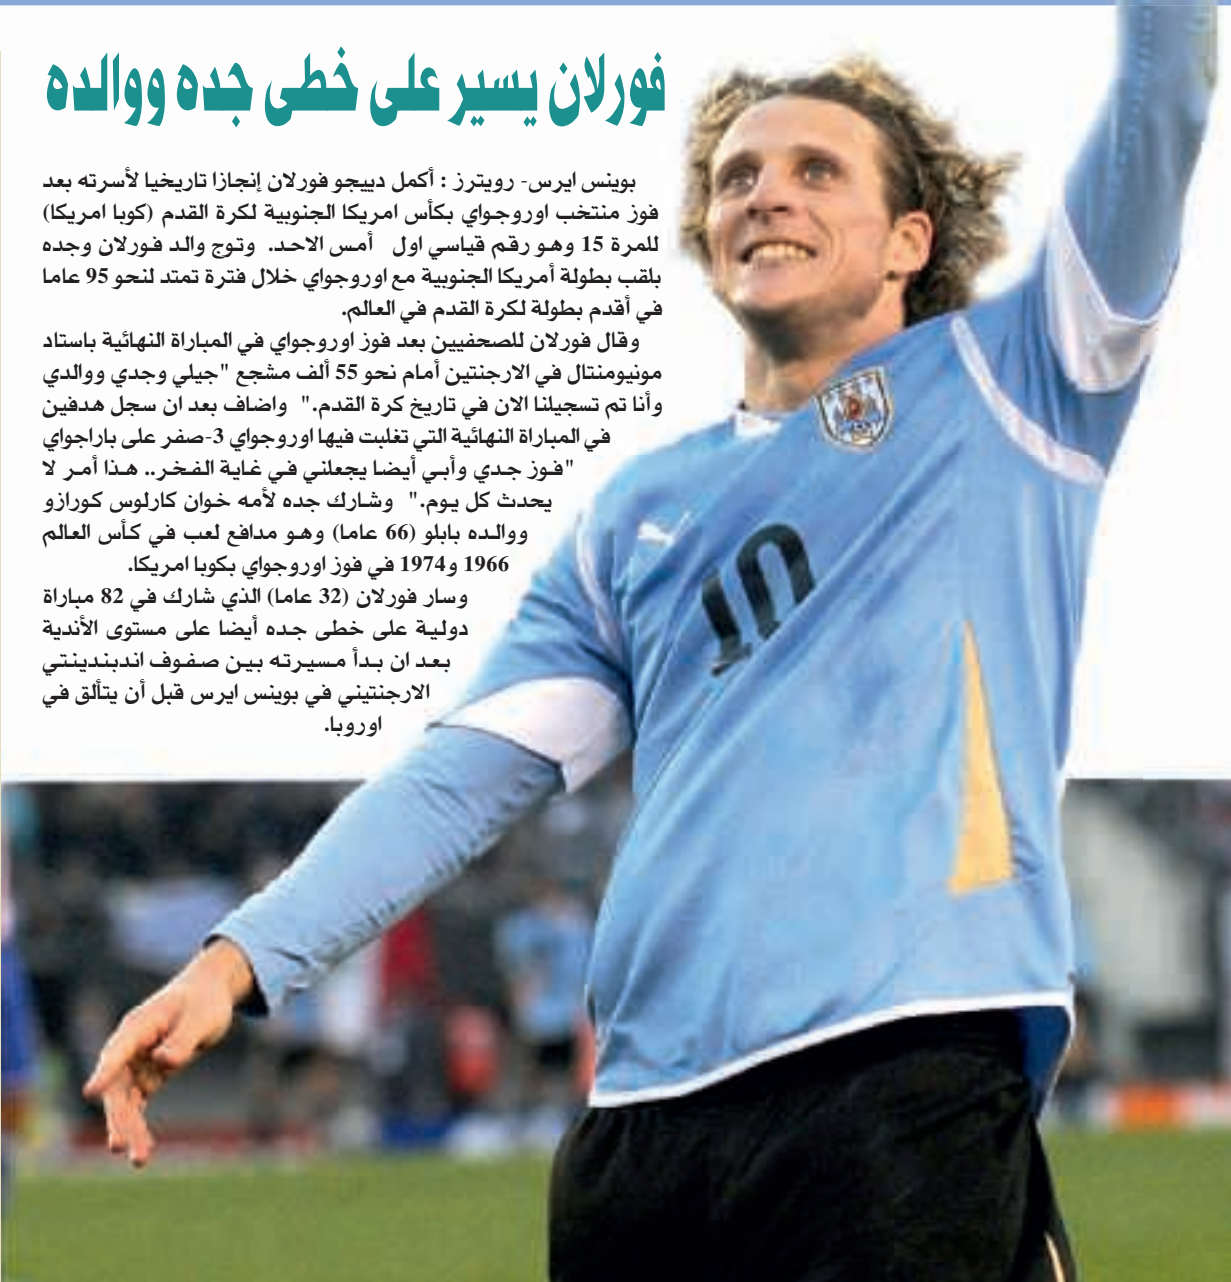 فورلان يسير على خطى جده ووالده
بوينس ايرس- رويترز : أكمل دييجو فورلان إنجازا تاريخيا لأسرته بعد
فوز منتخب اوروجواي بكأس امريكا الجنوبية لكرة القدم (كوبا امريكا)
للمرة 15 وهو رقم قياسي اول أمس الاحد. وتوج والد فورلان وجده
بلقب بطولة أمريكا الجنوبية مع اوروجواي خلال فترة تمتد لنحو 95 عاما
في أقدم بطولة لكرة القدم في العالم.
وقال فورلان للصحفيين بعد فوز اوروجواي في المباراة النهائية باستاد
مونيومنتال في الارجنتين أمام نحو 55 ألف مشجع "جيلي وجدي ووالدي
وأنا تم تسجيلنا الان في تاريخ كرة القدم." واضاف بعد ان سجل هدفين
في المباراة النهائية التي تغلبت فيها اوروجواي 3-صفر على باراجواي
"فوز جدي وأبي أيضا يجعلني في غاية الفخر.. هذا أمر لا
يحدث كل يوم." وشارك جده لأمه خوان كارلوس كورازو
ووالده بابلو (66 عاما) وهو مدافع لعب في كأس العالم
1966 و1974 في فوز اوروجواي بكوبا امريكا.
وسار فورلان (32 عاما) الذي شارك في 82 مباراة
دولية على خطى جده أيضا على مستوى الأندية
بعد ان بدأ مسيرته بين صفوف اندبندينتي
الارجنتيني في بوينس ايرس قبل أن يتألق في
اوروبا.
10